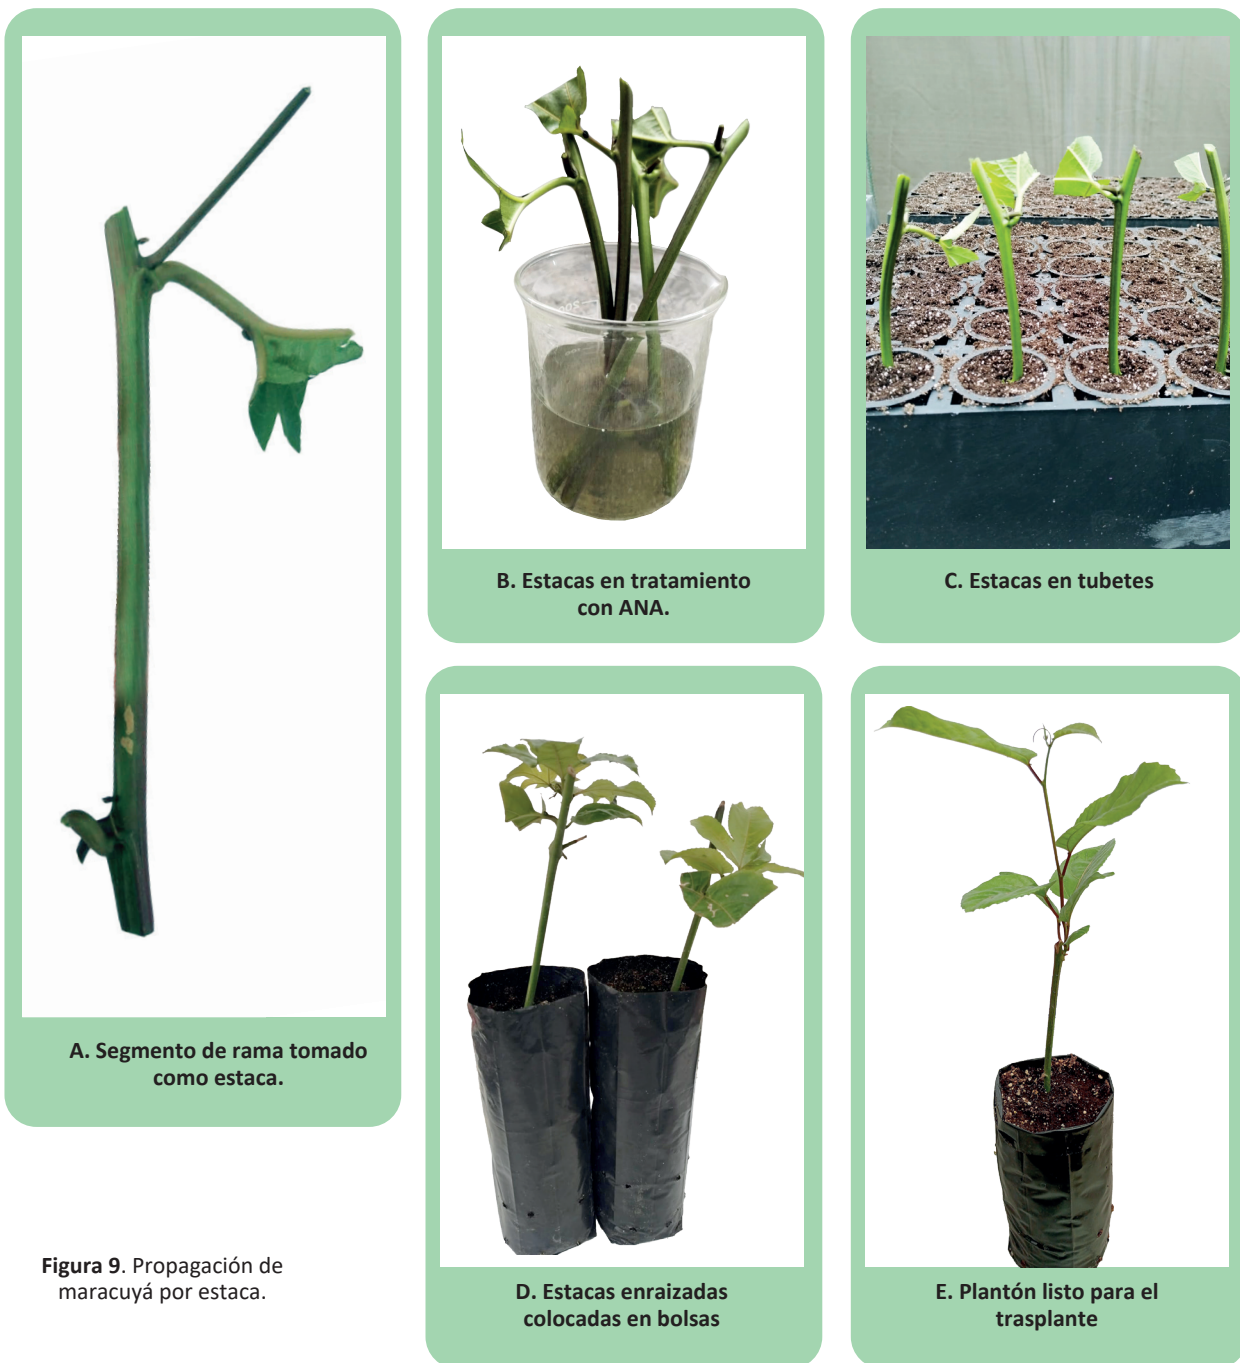 A. Segmento de rama tomado
como estaca.
B. Estacas en tratamiento
con ANA.
C. Estacas en tubetes
D. Estacas enraizadas
colocadas en bolsas
E. Plantón listo para el
trasplante
Figura 9. Propagación de
maracuyá por estaca.